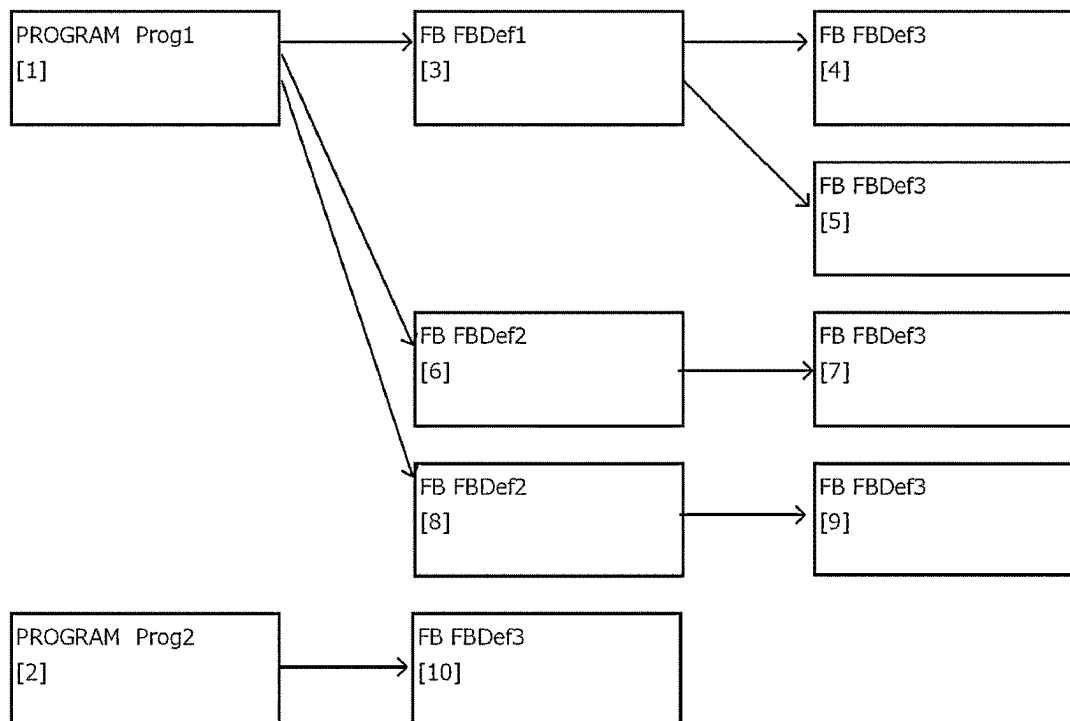 PROGRAM Prog1
[1]
FB FBDef1
[3]
FB FBDef3
[4]
FB FBDef3
[5]
FB FBDef2
[6]
FB FBDef3
[7]
FB FBDef2
[8]
FB FBDef3
[9]
PROGRAM Prog2
[2]
FB FBDef3
[10]